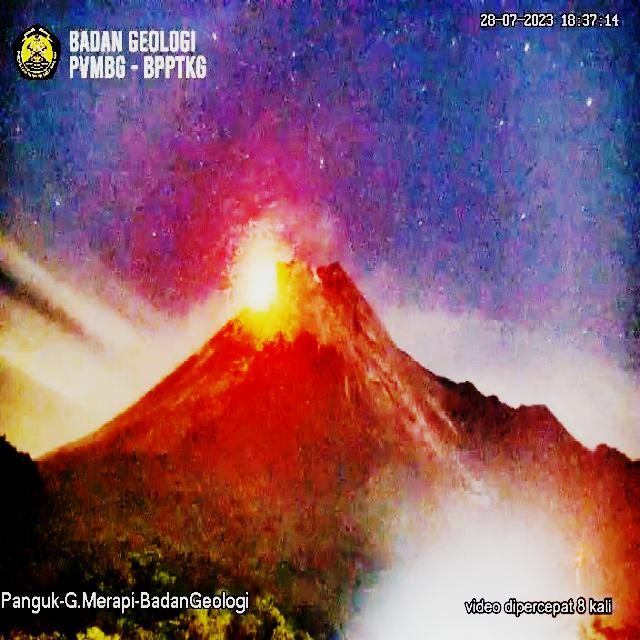 28-07-2023 18:37:14
BADAN GEOLOGI
PVMBG - BPPTKG
Panguk-G.Merapi-BadanGeologi
video dipercepat 8 kali